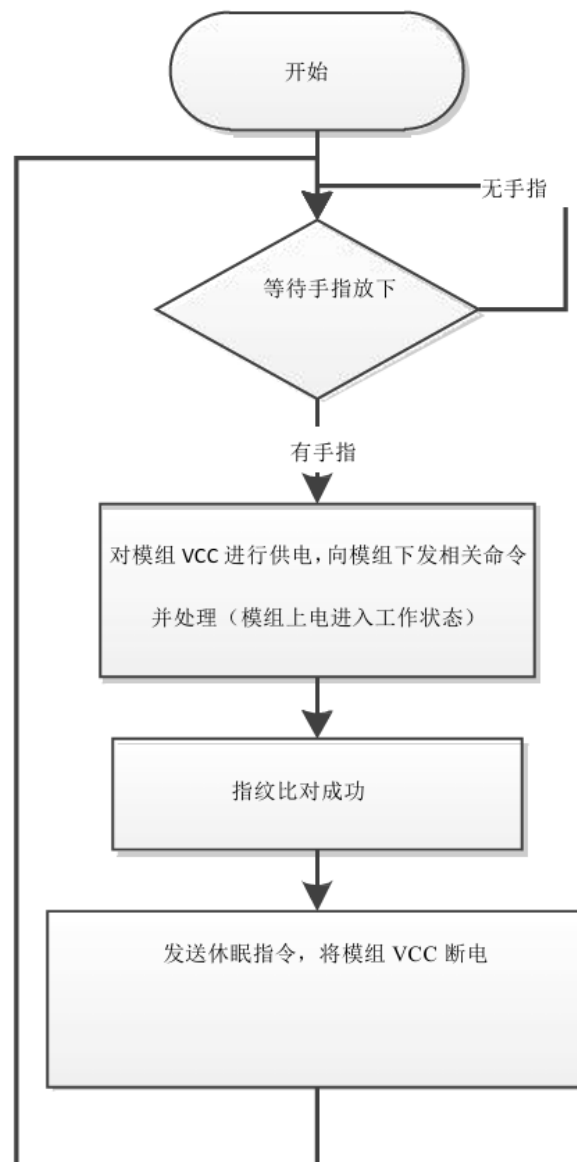 开始
无手指
等待手指放下
有手指
对模组 VCC 进行供电，向模组下发相关命令
并处理（模组上电进入工作状态）
指纹比对成功
发送休眠指令，将模组 VCC 断电